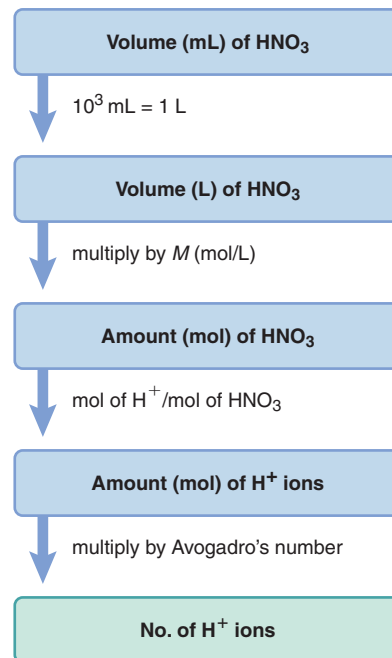 Volume (mL) of HNO₃
10³ mL = 1 L
Volume (L) of HNO₃
multiply by M (mol/L)
Amount (mol) of HNO₃
mol of H⁺/mol of HNO₃
Amount (mol) of H⁺ ions
multiply by Avogadro’s number
No. of H⁺ ions